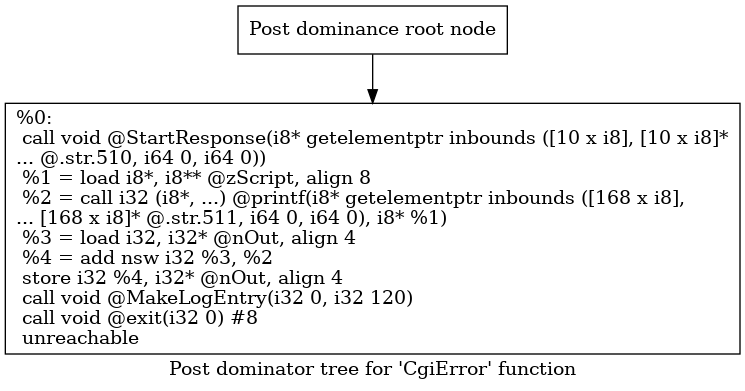 Post dominance root node
%0:
call void @StartResponse(i8* getelementptr inbounds ([10 x i8], [10 x i8]*
... @.str.510, i64 0, i64 0))
%1 = load i8*, i8** @zScript, align 8
%2 = call i32 (i8*, ...) @printf(i8* getelementptr inbounds ([168 x i8],
... [168 x i8]* @.str.511, i64 0, i64 0), i8* %1)
%3 = load i32, i32* @nOut, align 4
%4 = add nsw i32 %3, %2
store i32 %4, i32* @nOut, align 4
call void @MakeLogEntry(i32 0, i32 120)
call void @exit(i32 0) #8
unreachable
Post dominator tree for 'CgiError' function